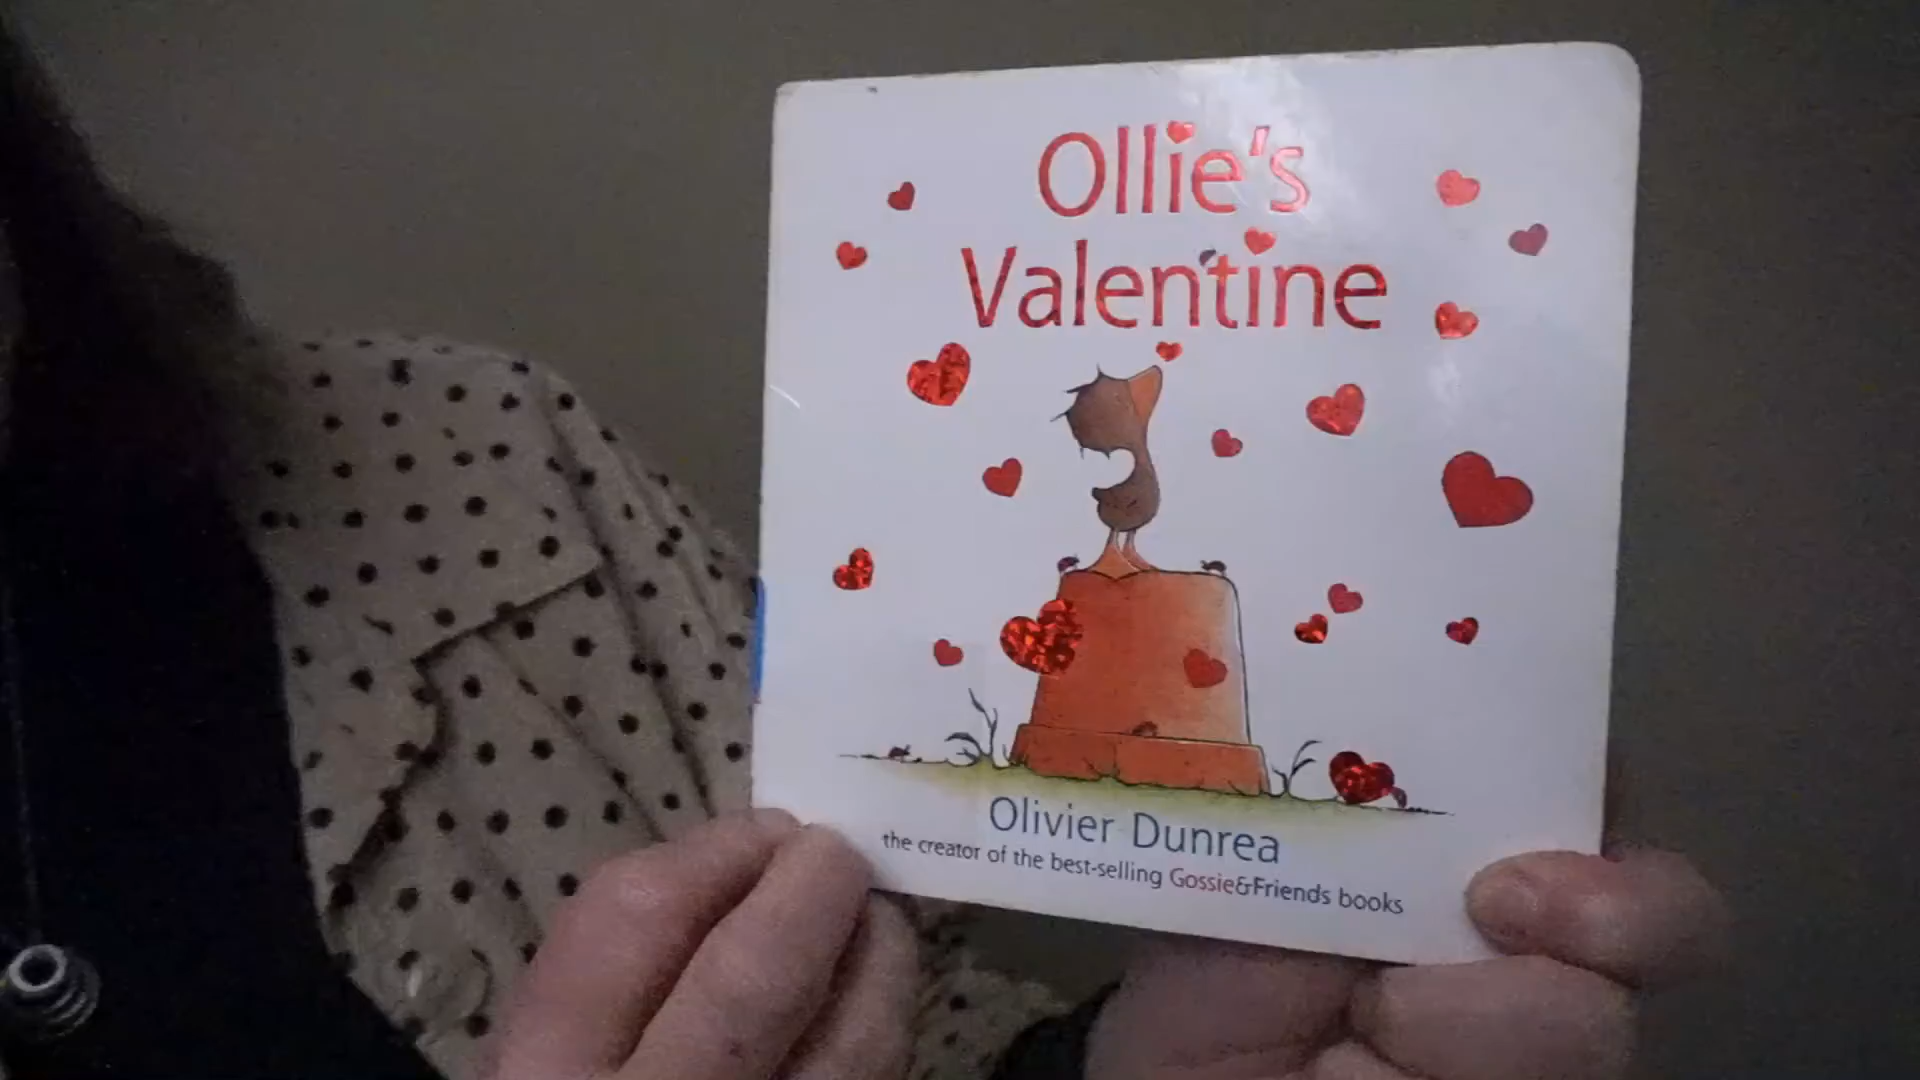 Ollie's
Valentine
Olivier Dunrea
the creator of the best-selling Gossie&Friends books